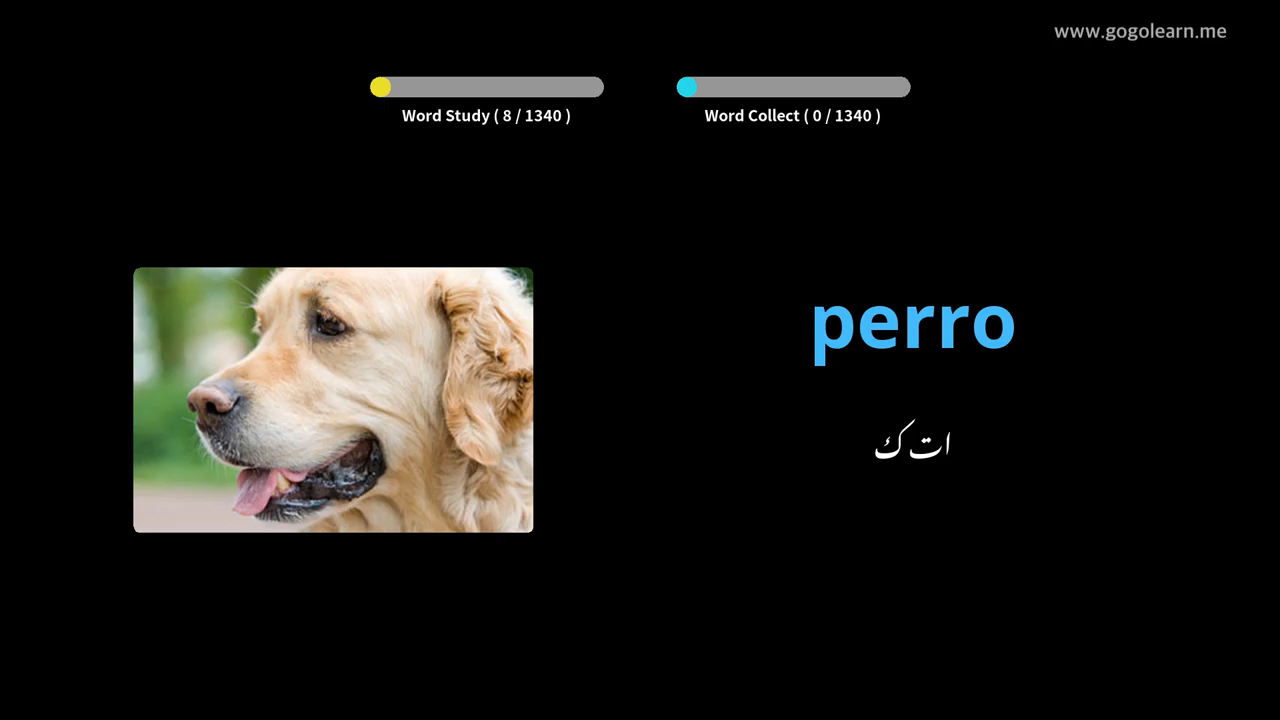 www.gogolearn.me
Word Study ( 8 / 1340 )
Word Collect ( 0 / 1340 )
perro
ات ک